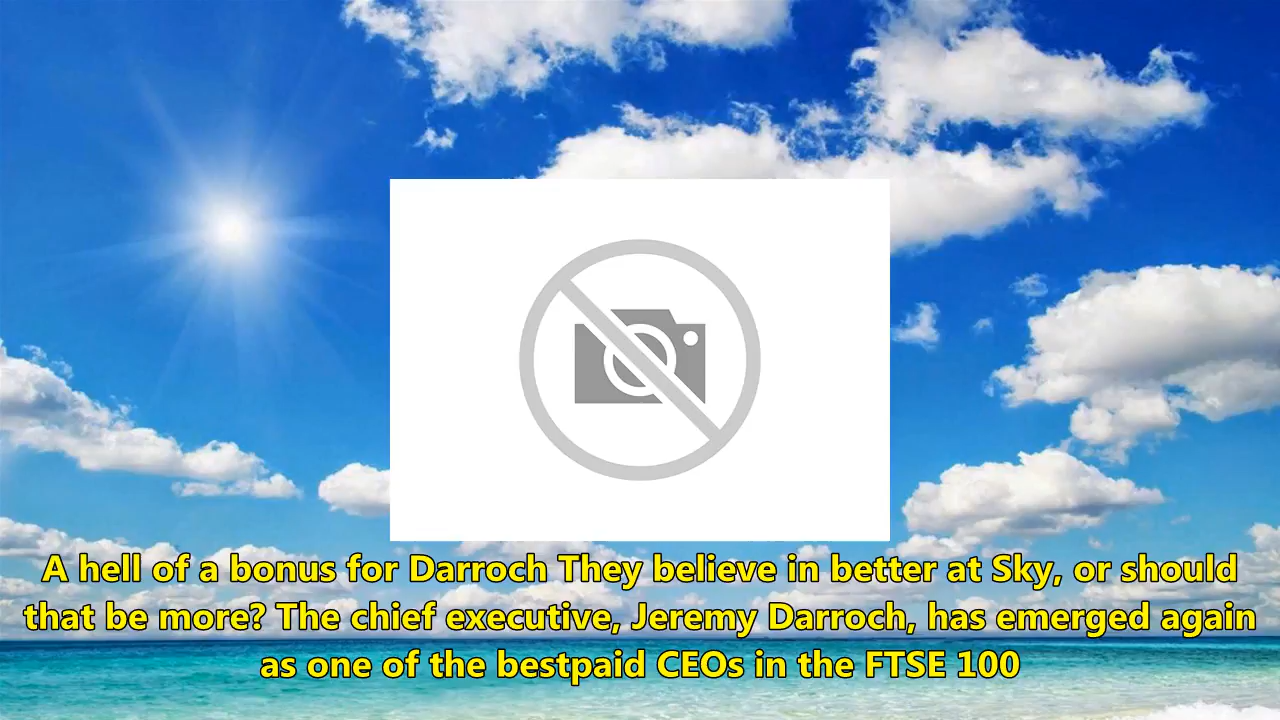 A hell of a bonus for Darroch They believe in better at Sky, or should
that be more? The chief executive, Jeremy Darroch, has emerged again
as one of the bestpaid CEOs in the FTSE 100